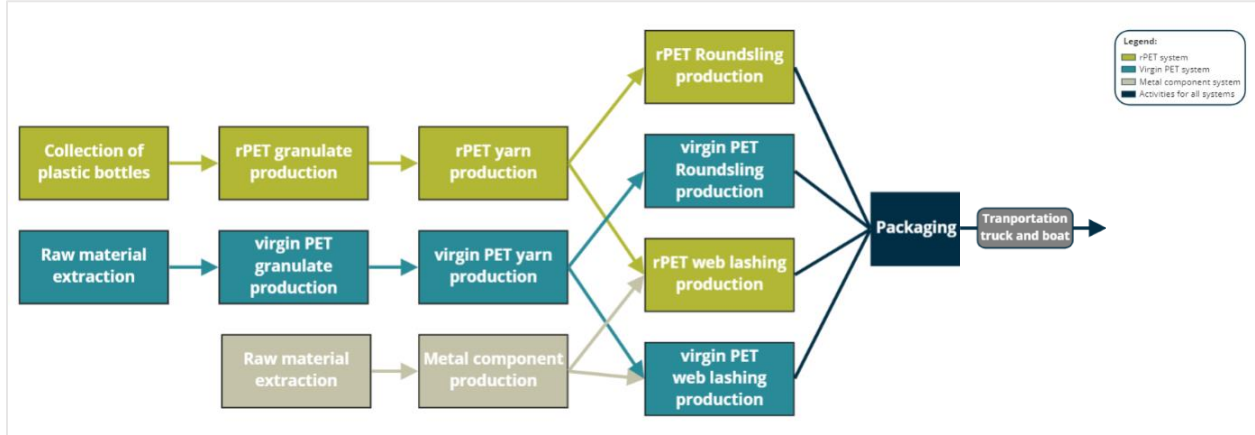 Legend:
rPET system
Virgin PET system
Metal component system
Activities for all systems
rPET Roundsling
production
Collection of
plastic bottles
rPET granulate
production
rPET yarn
production
virgin PET
Roundsling
production
Packaging
Tranportation
truck and boat
Raw material
extraction
virgin PET
granulate
production
virgin PET yarn
production
rPET web lashing
production
Raw material
extraction
Metal component
production
virgin PET
web lashing
production